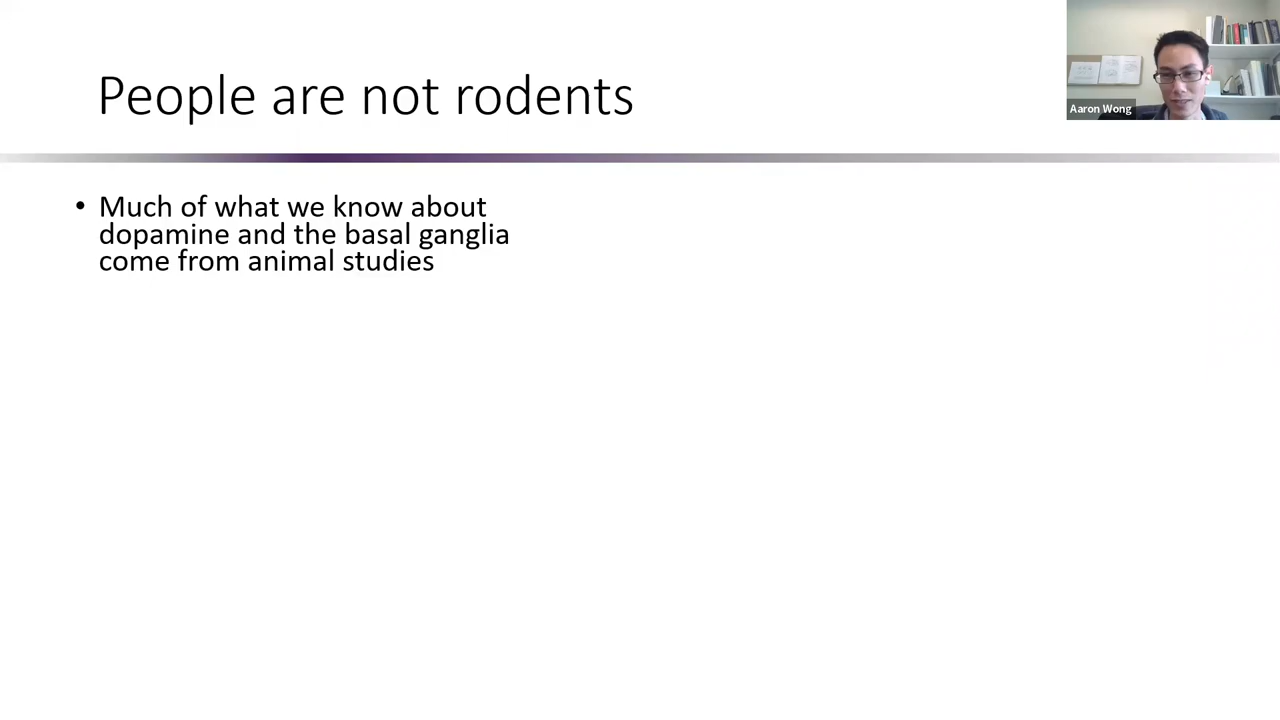 People are not rodents
Aaron Wong
• Much of what we know about
dopamine and the basal ganglia
come from animal studies